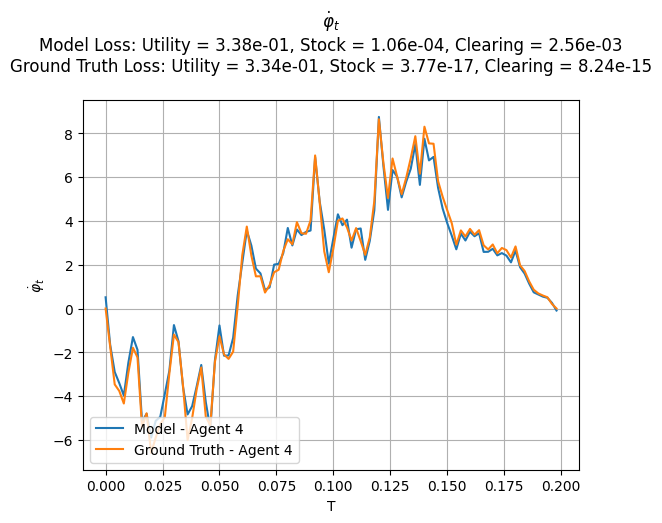 φ̇ₜ
Model Loss: Utility = 3.38e-01, Stock = 1.06e-04, Clearing = 2.56e-03
Ground Truth Loss: Utility = 3.34e-01, Stock = 3.77e-17, Clearing = 8.24e-15
8
6
4
2
0
−2
−4
−6
φ̇ₜ
Model - Agent 4
Ground Truth - Agent 4
0.000 0.025 0.050 0.075 0.100 0.125 0.150 0.175 0.200
T